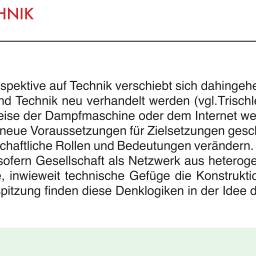 HNIK
spektive auf Technik verschiebt sich dahingehe
nd Technik neu verhandelt werden (vgl.Trischle
eise der Dampfmaschine oder dem Internet we
neue Voraussetzungen für Zielsetzungen gesc
chaftliche Rollen und Bedeutungen verändern.
sofern Gesellschaft als Netzwerk aus heteroge
e, inwieweit technische Gefüge die Konstruktio
spitzung finden diese Denklogiken in der Idee d